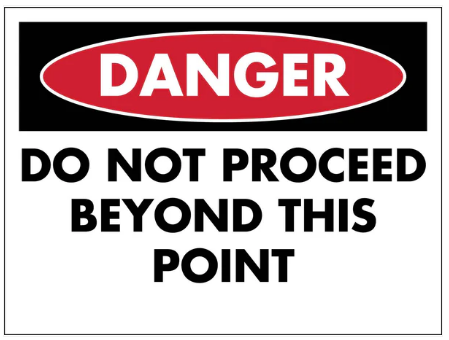 DANGER
DO NOT PROCEED
BEYOND THIS
POINT